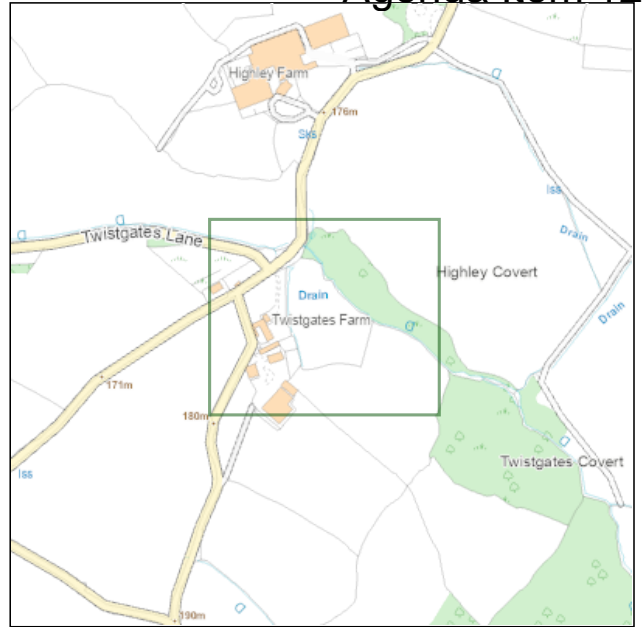 Highley Farm
176m
Sks
Iss
Twistgates Lane
Drain
Highley Covert
Drain
Twistgates Farm
Drain
171m
180m
Twistgates Covert
Iss
190m